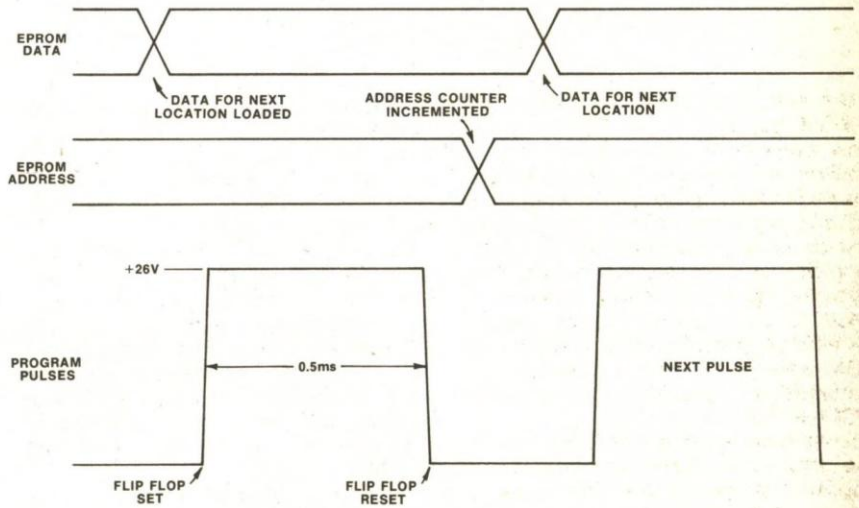 EPROM
DATA
DATA FOR NEXT
LOCATION LOADED
ADDRESS COUNTER
INCREMENTED
DATA FOR NEXT
LOCATION
EPROM
ADDRESS
+26V
PROGRAM
PULSES
0.5ms
NEXT PULSE
FLIP FLOP
SET
FLIP FLOP
RESET